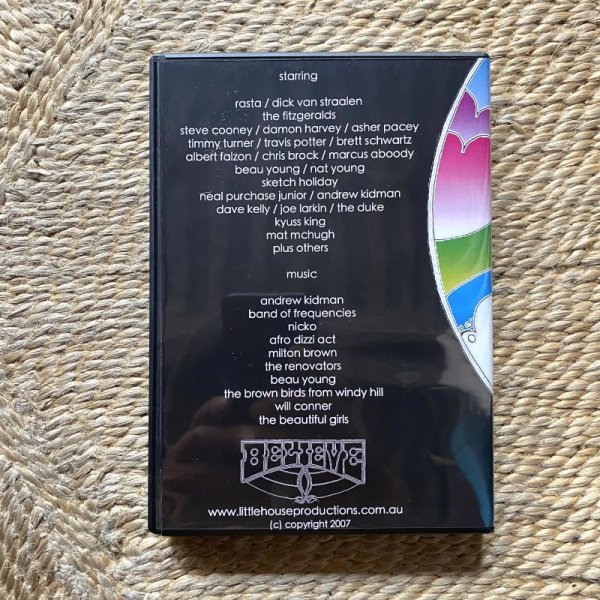 starring
rasta / dick van straalen
the fitzgeralds
steve cooney / damon harvey / asher pacey
timmy turner / travis potter / brett schwartz
albert falzon / chris brock / marcus aboody
beau young / nat young
sketch holiday
neal purchase junior / andrew kidman
dave kelly / joe larkin / the duke
kyuss king
mat mchugh
plus others
music
andrew kidman
band of frequencies
nicko
afro dizzi act
milton brown
the renovators
beau young
the brown birds from windy hill
will conner
the beautiful girls
BELIEVE
www.littlehouseproductions.com.au
(c) copyright 2007